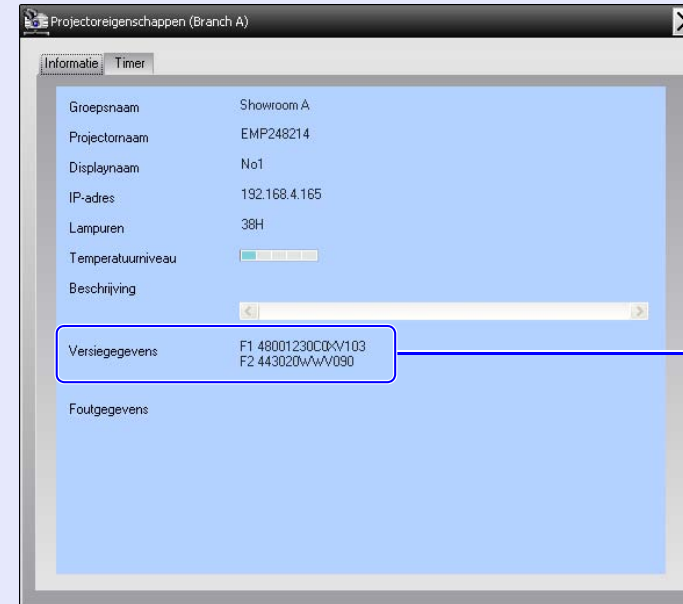 Projectoreigenschappen (Branch A)
Informatie Timer
Groepsnaam Showroom A
Projectornaam EMP248214
Displaynaam No1
IP-adres 192.168.4.165
Lampuren 38H
Temperatuurniveau
Beschrijving
Versiegegevens F1 48001230C0XV103
F2 443020WWV090
Foutgegevens